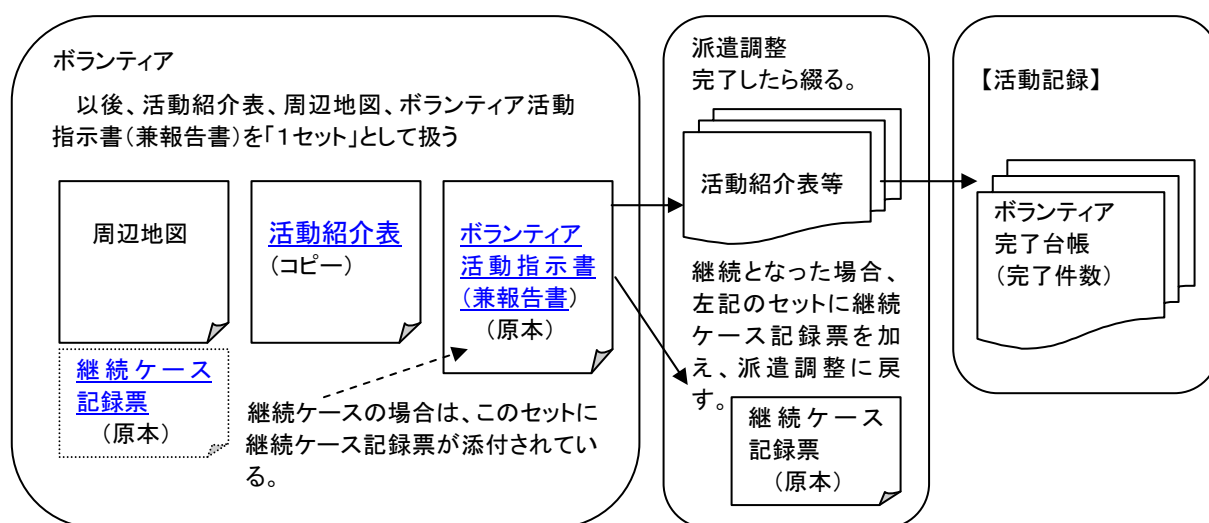 ボランティア
以後、活動紹介表、周辺地図、ボランティア活動
指示書（兼報告書）を「１セット」として扱う
周辺地図
活動紹介表
（コピー）
ボランティア
活動指示書
（兼報告書）
（原本）
継続ケース
記録票
（原本）
継続ケースの場合は、このセットに
継続ケース記録票が添付されてい
る。
派遣調整
完了したら綴る。
活動紹介表等
継続となった場合、
左記のセットに継続
ケース記録票を加
え、派遣調整に戻
す。
継続ケース
記録票
（原本）
【活動記録】
ボランティア
完了台帳
（完了件数）